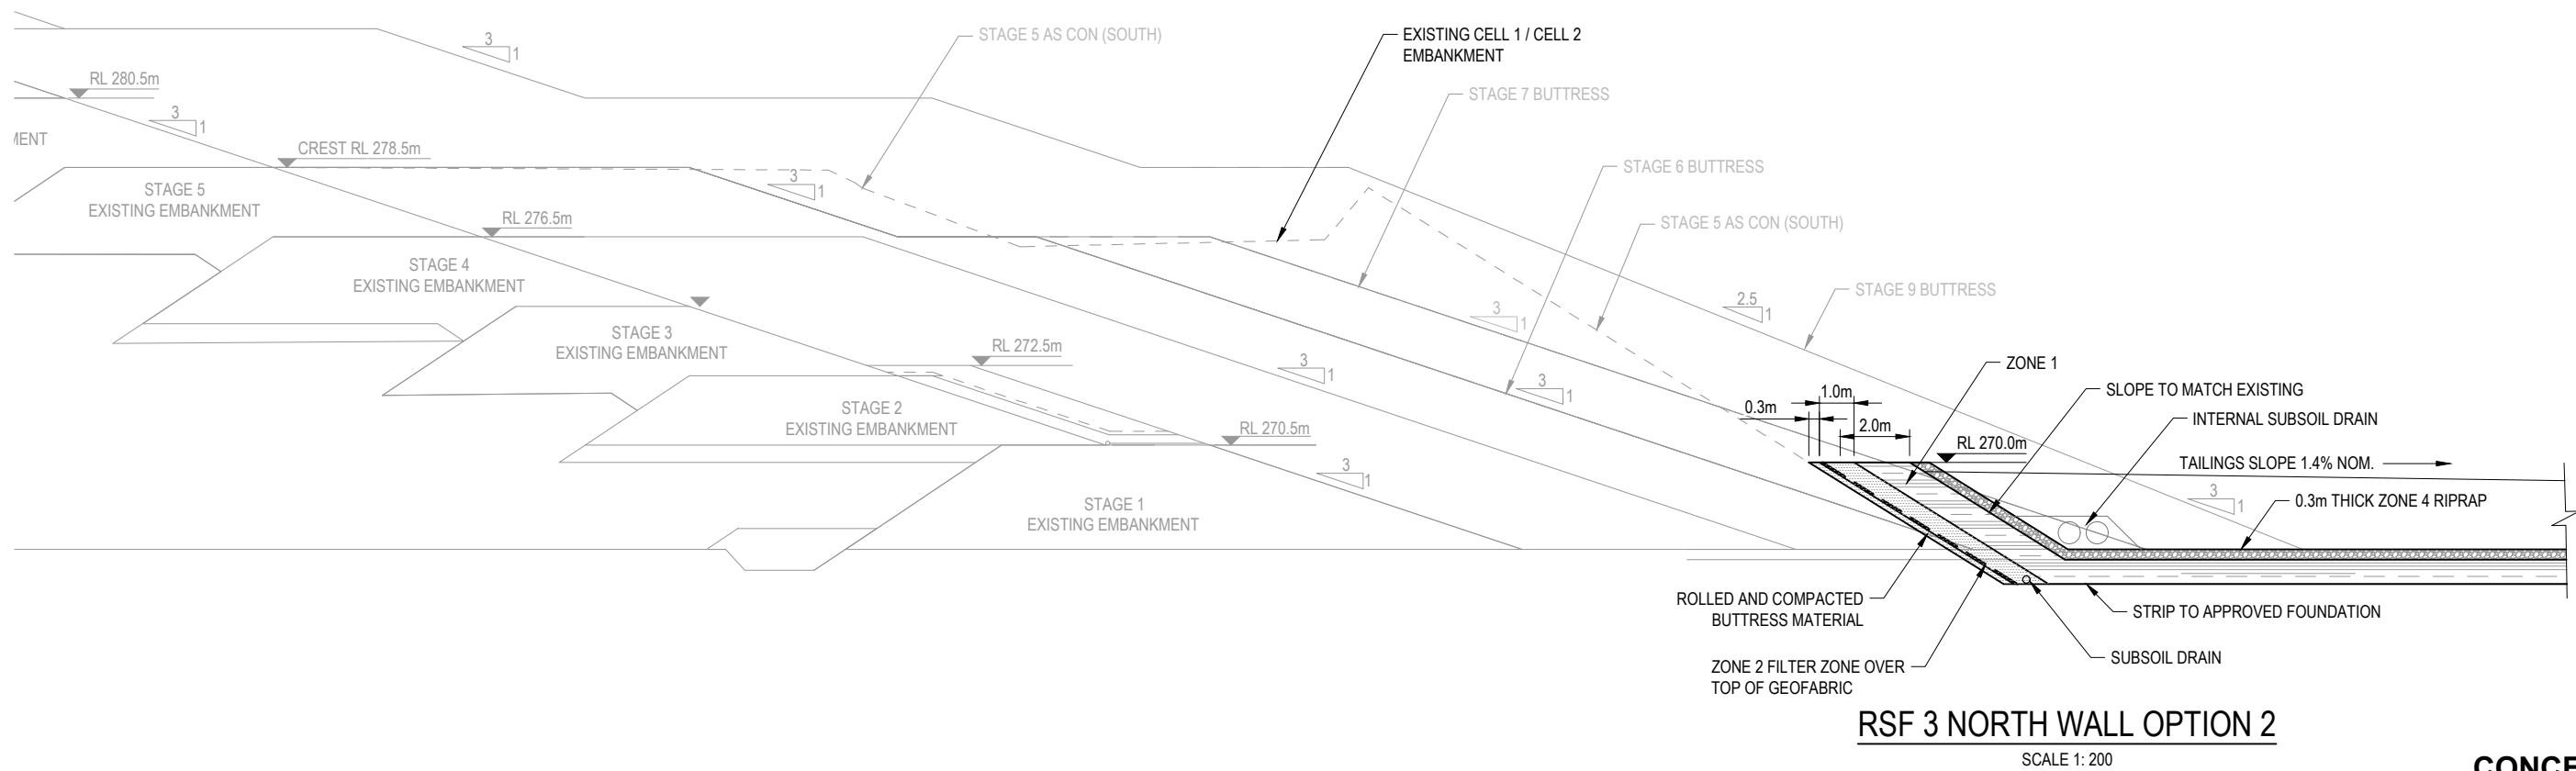 3
1
STAGE 5 AS CON (SOUTH)
EXISTING CELL 1 / CELL 2
EMBANKMENT
RL 280.5m
STAGE 7 BUTTRESS
3
1
MENT
CREST RL 278.5m
STAGE 6 BUTTRESS
3
1
STAGE 5
EXISTING EMBANKMENT
RL 276.5m
STAGE 5 AS CON (SOUTH)
STAGE 4
EXISTING EMBANKMENT
STAGE 9 BUTTRESS
2.5
1
3
1
STAGE 3
EXISTING EMBANKMENT
RL 272.5m
3
1
3
1
ZONE 1
1.0m
SLOPE TO MATCH EXISTING
0.3m
2.0m
INTERNAL SUBSOIL DRAIN
STAGE 2
EXISTING EMBANKMENT
RL 270.5m
RL 270.0m
TAILINGS SLOPE 1.4% NOM.
3
1
3
1
0.3m THICK ZONE 4 RIPRAP
STAGE 1
EXISTING EMBANKMENT
ROLLED AND COMPACTED
BUTTRESS MATERIAL
STRIP TO APPROVED FOUNDATION
SUBSOIL DRAIN
ZONE 2 FILTER ZONE OVER
TOP OF GEOFABRIC
RSF 3 NORTH WALL OPTION 2
SCALE 1: 200